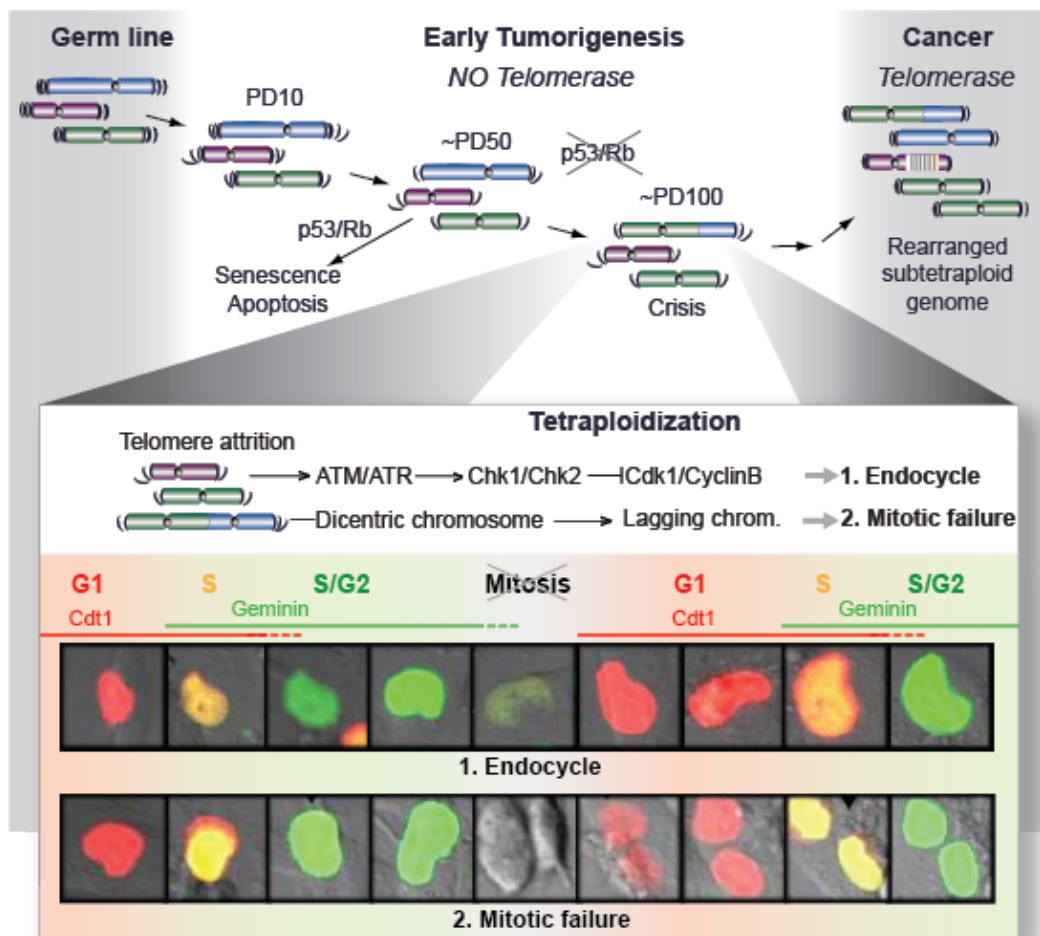 Germ line
Early Tumorigenesis
Cancer
NO Telomerase
Telomerase
PD10
~PD50
p53/Rb
~PD100
p53/Rb
Senescence
Apoptosis
Crisis
Rearranged
subtetraploid
genome
Tetraploidization
Telomere attrition
ATM/ATR
Chk1/Chk2
Cdk1/CyclinB
1. Endocycle
Dicentric chromosome
Lagging chrom.
2. Mitotic failure
G1
S
S/G2
Mitosis
G1
S
S/G2
Cdt1
Geminin
Cdt1
Geminin
1. Endocycle
2. Mitotic failure